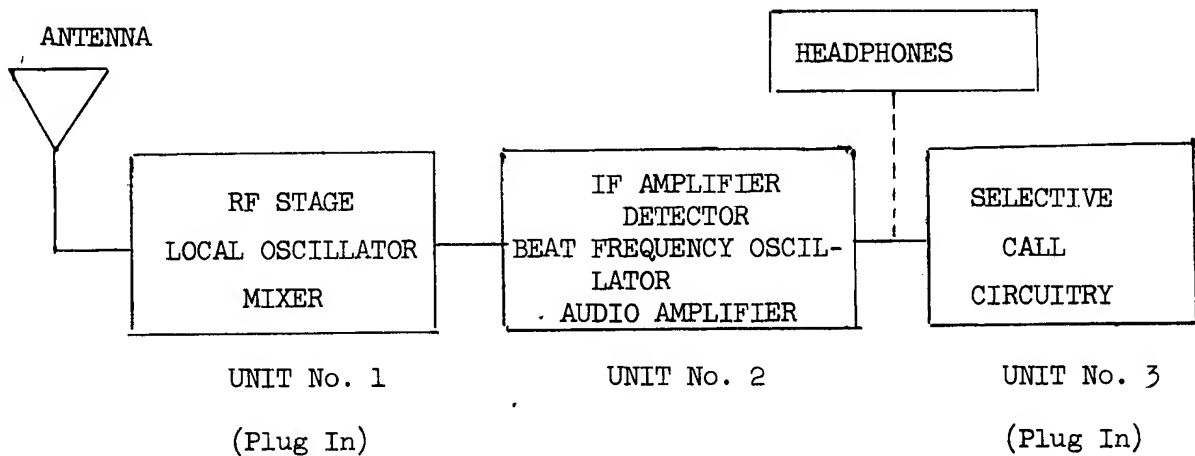 ANTENNA
HEADPHONES
RF STAGE
LOCAL OSCILLATOR
MIXER
IF AMPLIFIER
DETECTOR
BEAT FREQUENCY OSCIL-
LATOR
AUDIO AMPLIFIER
SELECTIVE
CALL
CIRCUITRY
UNIT No. 1
(Plug In)
UNIT No. 2
UNIT No. 3
(Plug In)